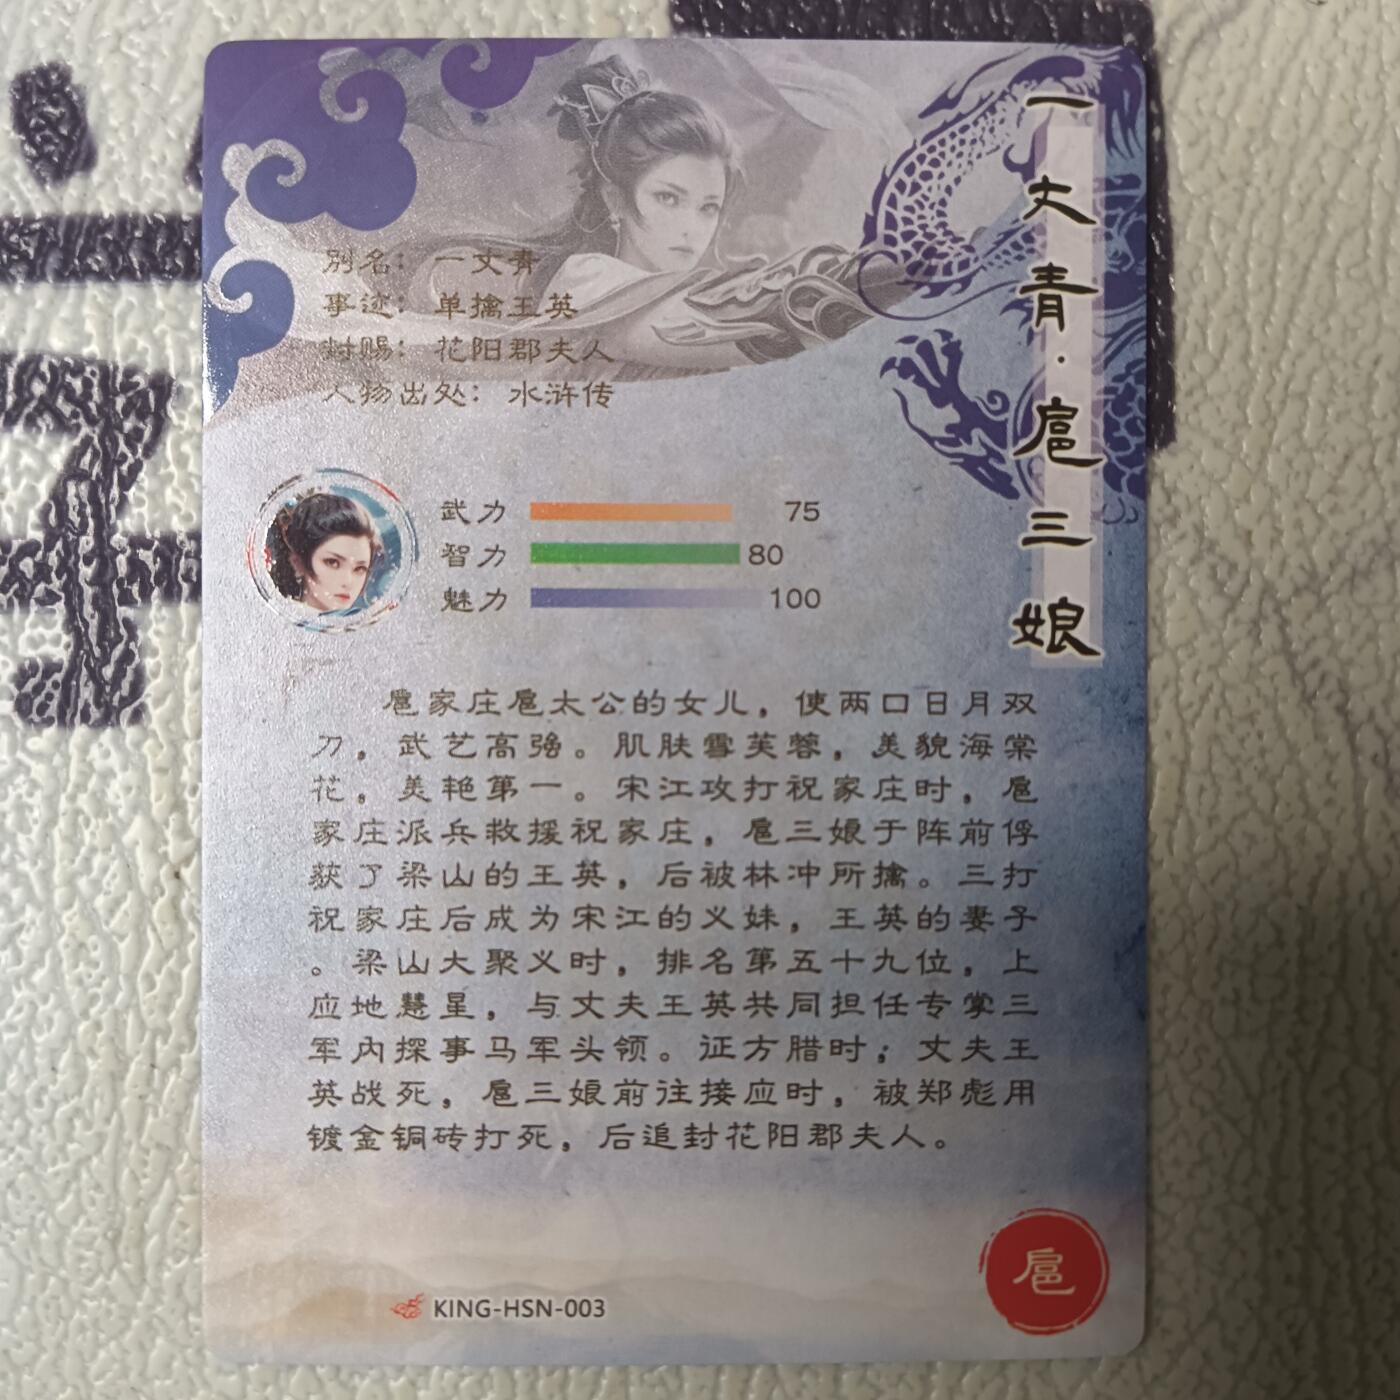 一丈青·扈三娘
别名：一丈青
事迹：单擒王英
封赐：花阳郡夫人
人物出处：水浒传
武力 75
智力 80
魅力 100
扈家庄扈太公的女儿，使两口日月双
刀，武艺高强。肌肤雪芙蓉，美貌海棠
花，美艳第一。宋江攻打祝家庄时，扈
家庄派兵救援祝家庄，扈三娘于阵前俘
获了梁山的王英，后被林冲所擒。三打
祝家庄后成为宋江的义妹，王英的妻子
。梁山大聚义时，排名第五十九位，上
应地慧星，与丈夫王英共同担任专掌三
军内探事马军头领。证方腊时；丈夫王
英战死，扈三娘前往接应时，被郑彪用
镀金铜砖打死，后追封花阳郡夫人。
扈
KING-HSN-003